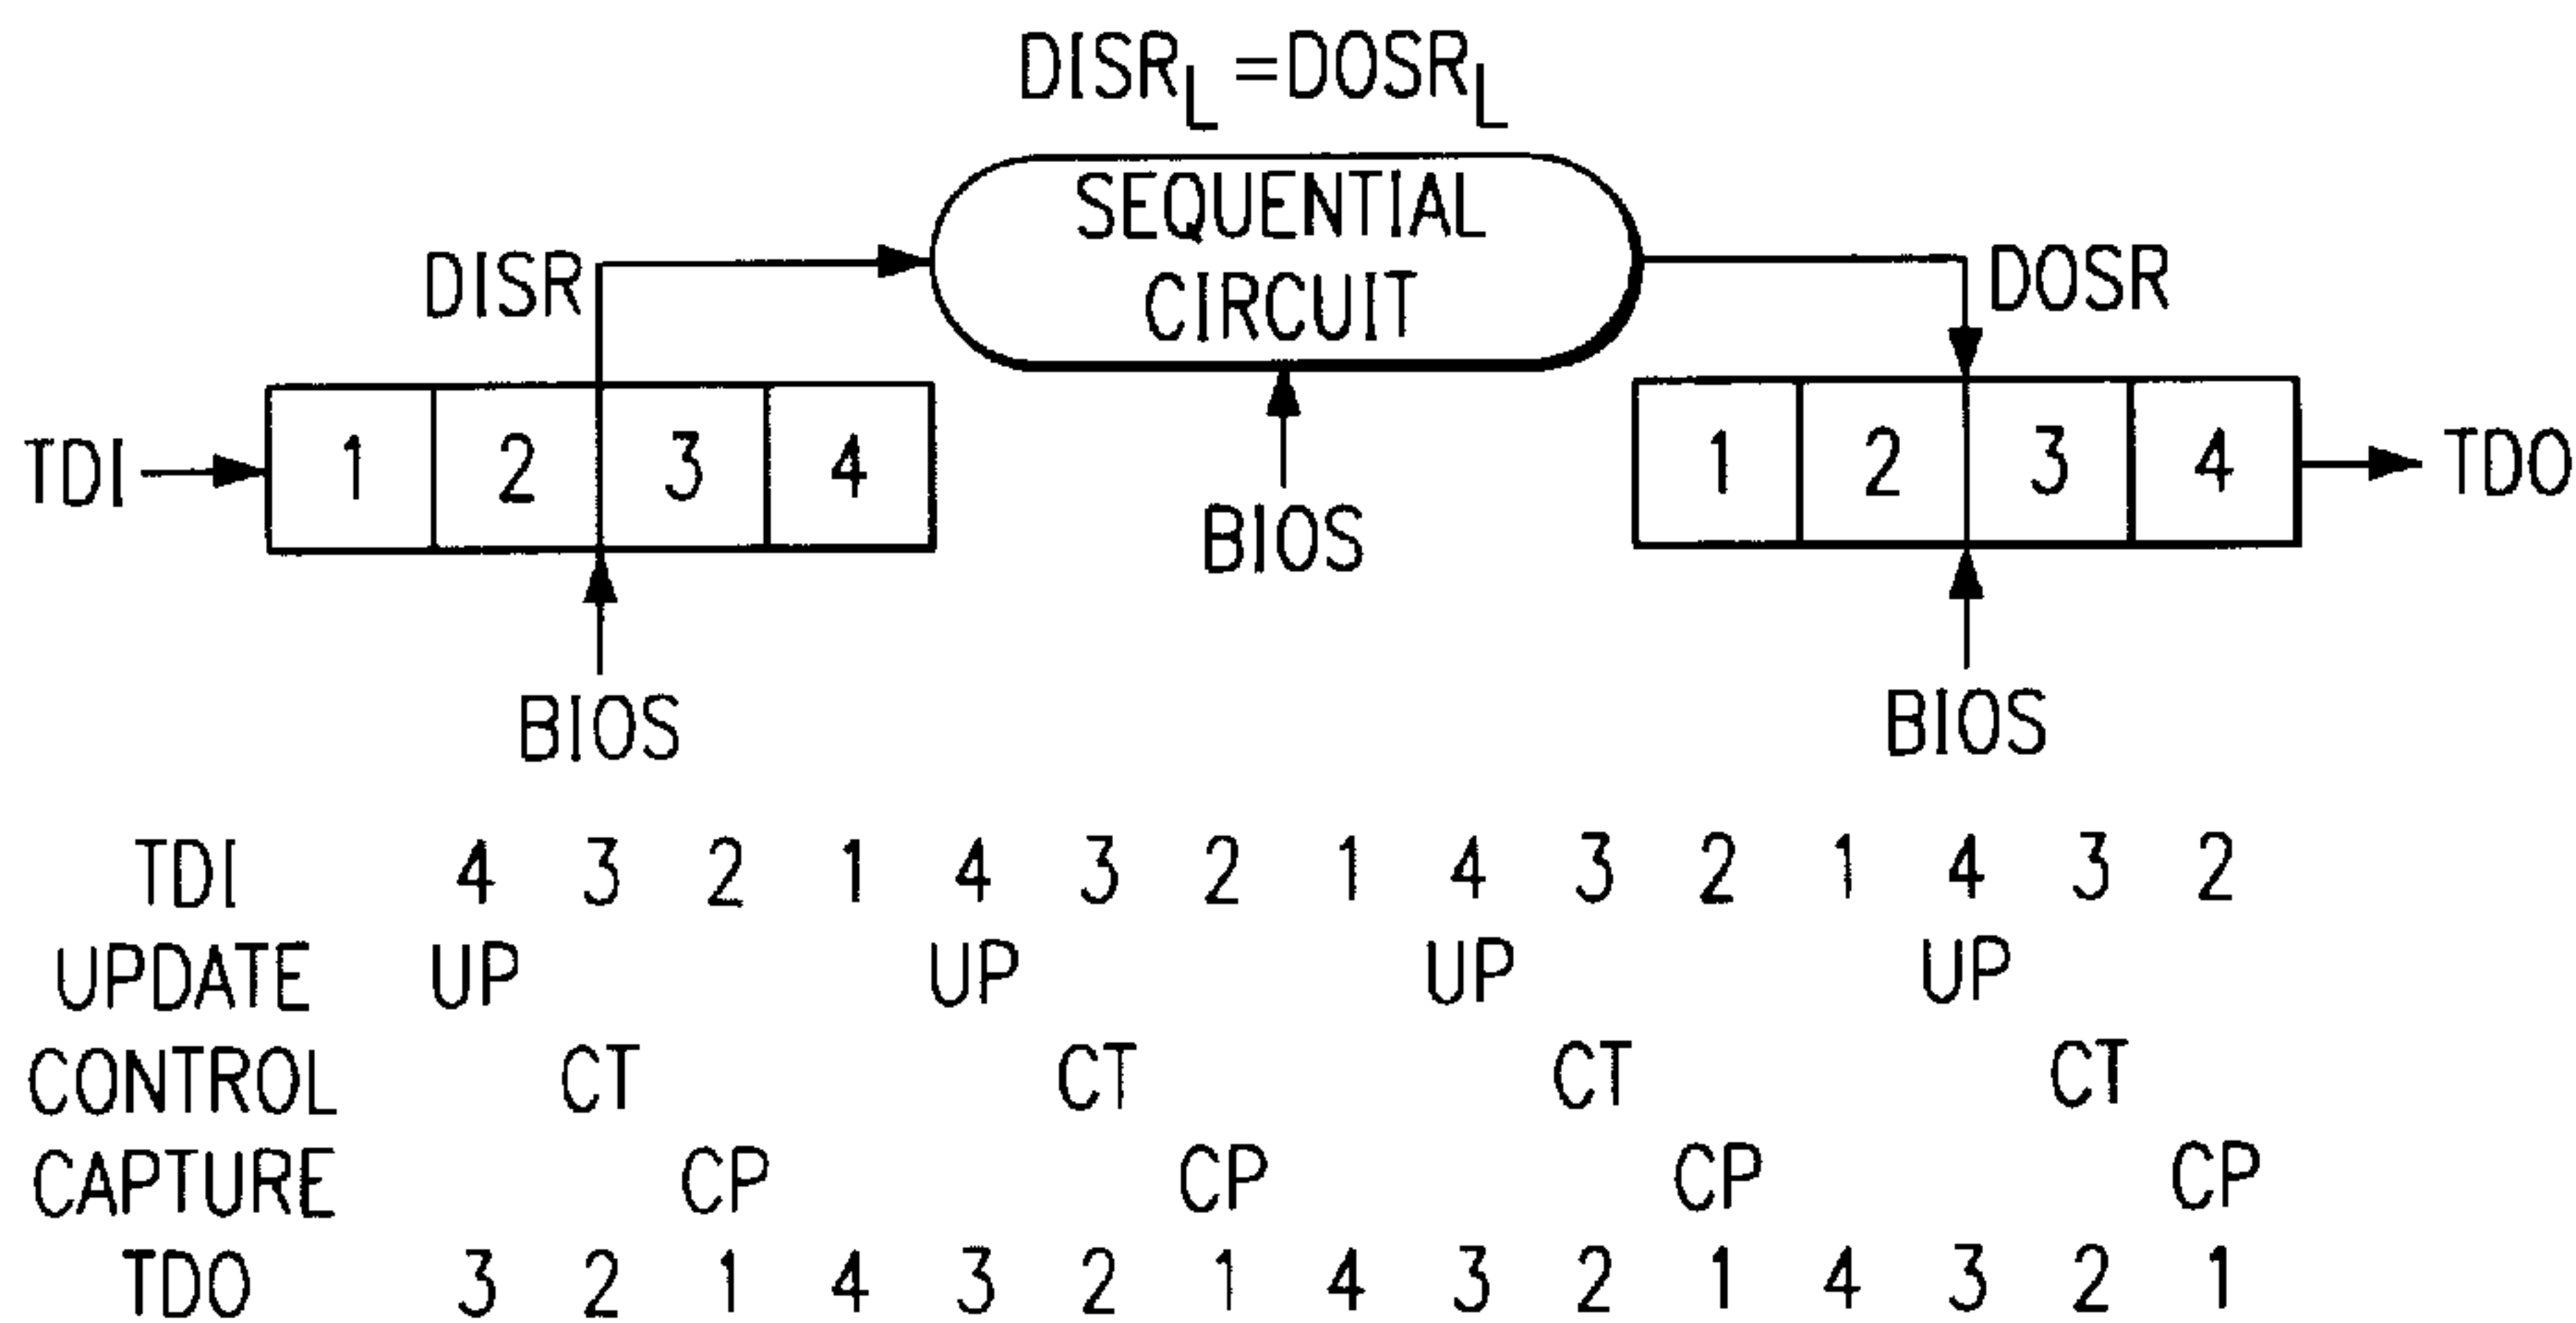 DISRL=DOSRL
SEQUENTIAL
CIRCUIT
DISR
DOSR
TDI
1 2 3 4
BIOS
1 2 3 4
TDO
BIOS
BIOS
TDI 4 3 2 1 4 3 2 1 4 3 2 1 4 3 2
UPDATE UP UP UP UP
CONTROL CT CT CT CT
CAPTURE CP CP CP CP
TDO 3 2 1 4 3 2 1 4 3 2 1 4 3 2 1